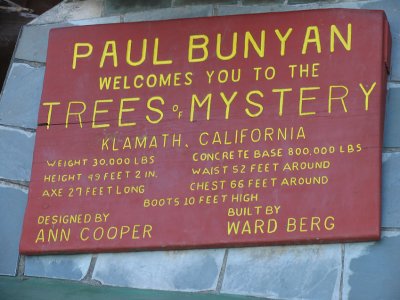 PAUL BUNYAN
WELCOMES YOU TO THE
TREES OF MYSTERY
KLAMATH, CALIFORNIA
WEIGHT 30,000 LBS
HEIGHT 49 FEET 2 IN.
AXE 27 FEET LONG
CONCRETE BASE 800,000 LBS.
WAIST 52 FEET AROUND
CHEST 66 FEET AROUND
BOOTS 10 FEET HIGH
DESIGNED BY
ANN COOPER
BUILT BY
WARD BERG